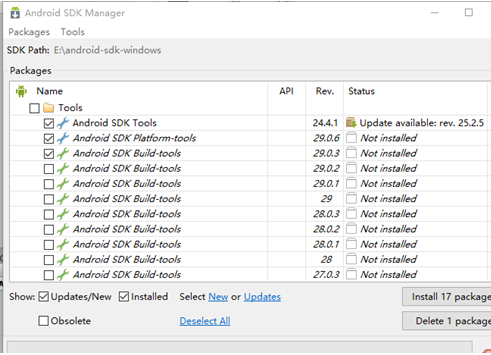 Android SDK Manager
Packages Tools
SDK Path: E:\android-sdk-windows
Packages
Name API Rev. Status
Tools
Android SDK Tools 24.4.1 Update available: rev. 25.2.5
Android SDK Platform-tools 29.0.6 Not installed
Android SDK Build-tools 29.0.3 Not installed
Android SDK Build-tools 29.0.2 Not installed
Android SDK Build-tools 29.0.1 Not installed
Android SDK Build-tools 29 Not installed
Android SDK Build-tools 28.0.3 Not installed
Android SDK Build-tools 28.0.2 Not installed
Android SDK Build-tools 28.0.1 Not installed
Android SDK Build-tools 28 Not installed
Android SDK Build-tools 27.0.3 Not installed
Show: Updates/New Installed Select New or Updates Install 17 package
Obsolete Deselect All Delete 1 package